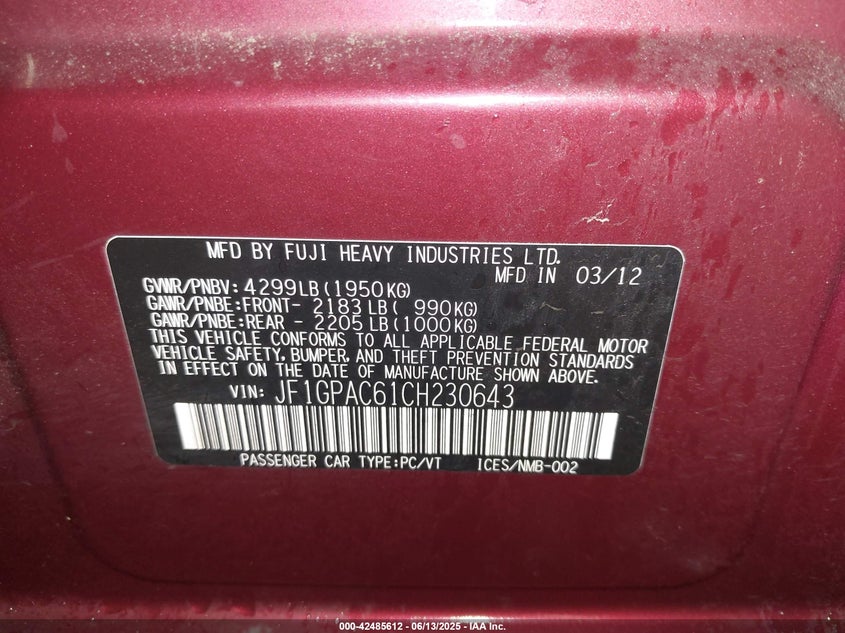 MFD BY FUJI HEAVY INDUSTRIES LTD.
MFD IN 03/12
GVWR/PNBV: 4299LB(1950KG)
GAWR/PNBE:FRONT- 2183LB( 990KG)
GAWR/PNBE:REAR - 2205LB(1000KG)
THIS VEHICLE CONFORMS TO ALL APPLICABLE FEDERAL MOTOR
VEHICLE SAFETY, BUMPER, AND THEFT PREVENTION STANDARDS
IN EFFECT ON THE DATE OF MANUFACTURE SHOWN ABOVE.
VIN: JF1GPAC61CH230643
PASSENGER CAR TYPE:PC/VT ICES/NMB-002
000-42485612 - 06/13/2025 - IAA Inc.